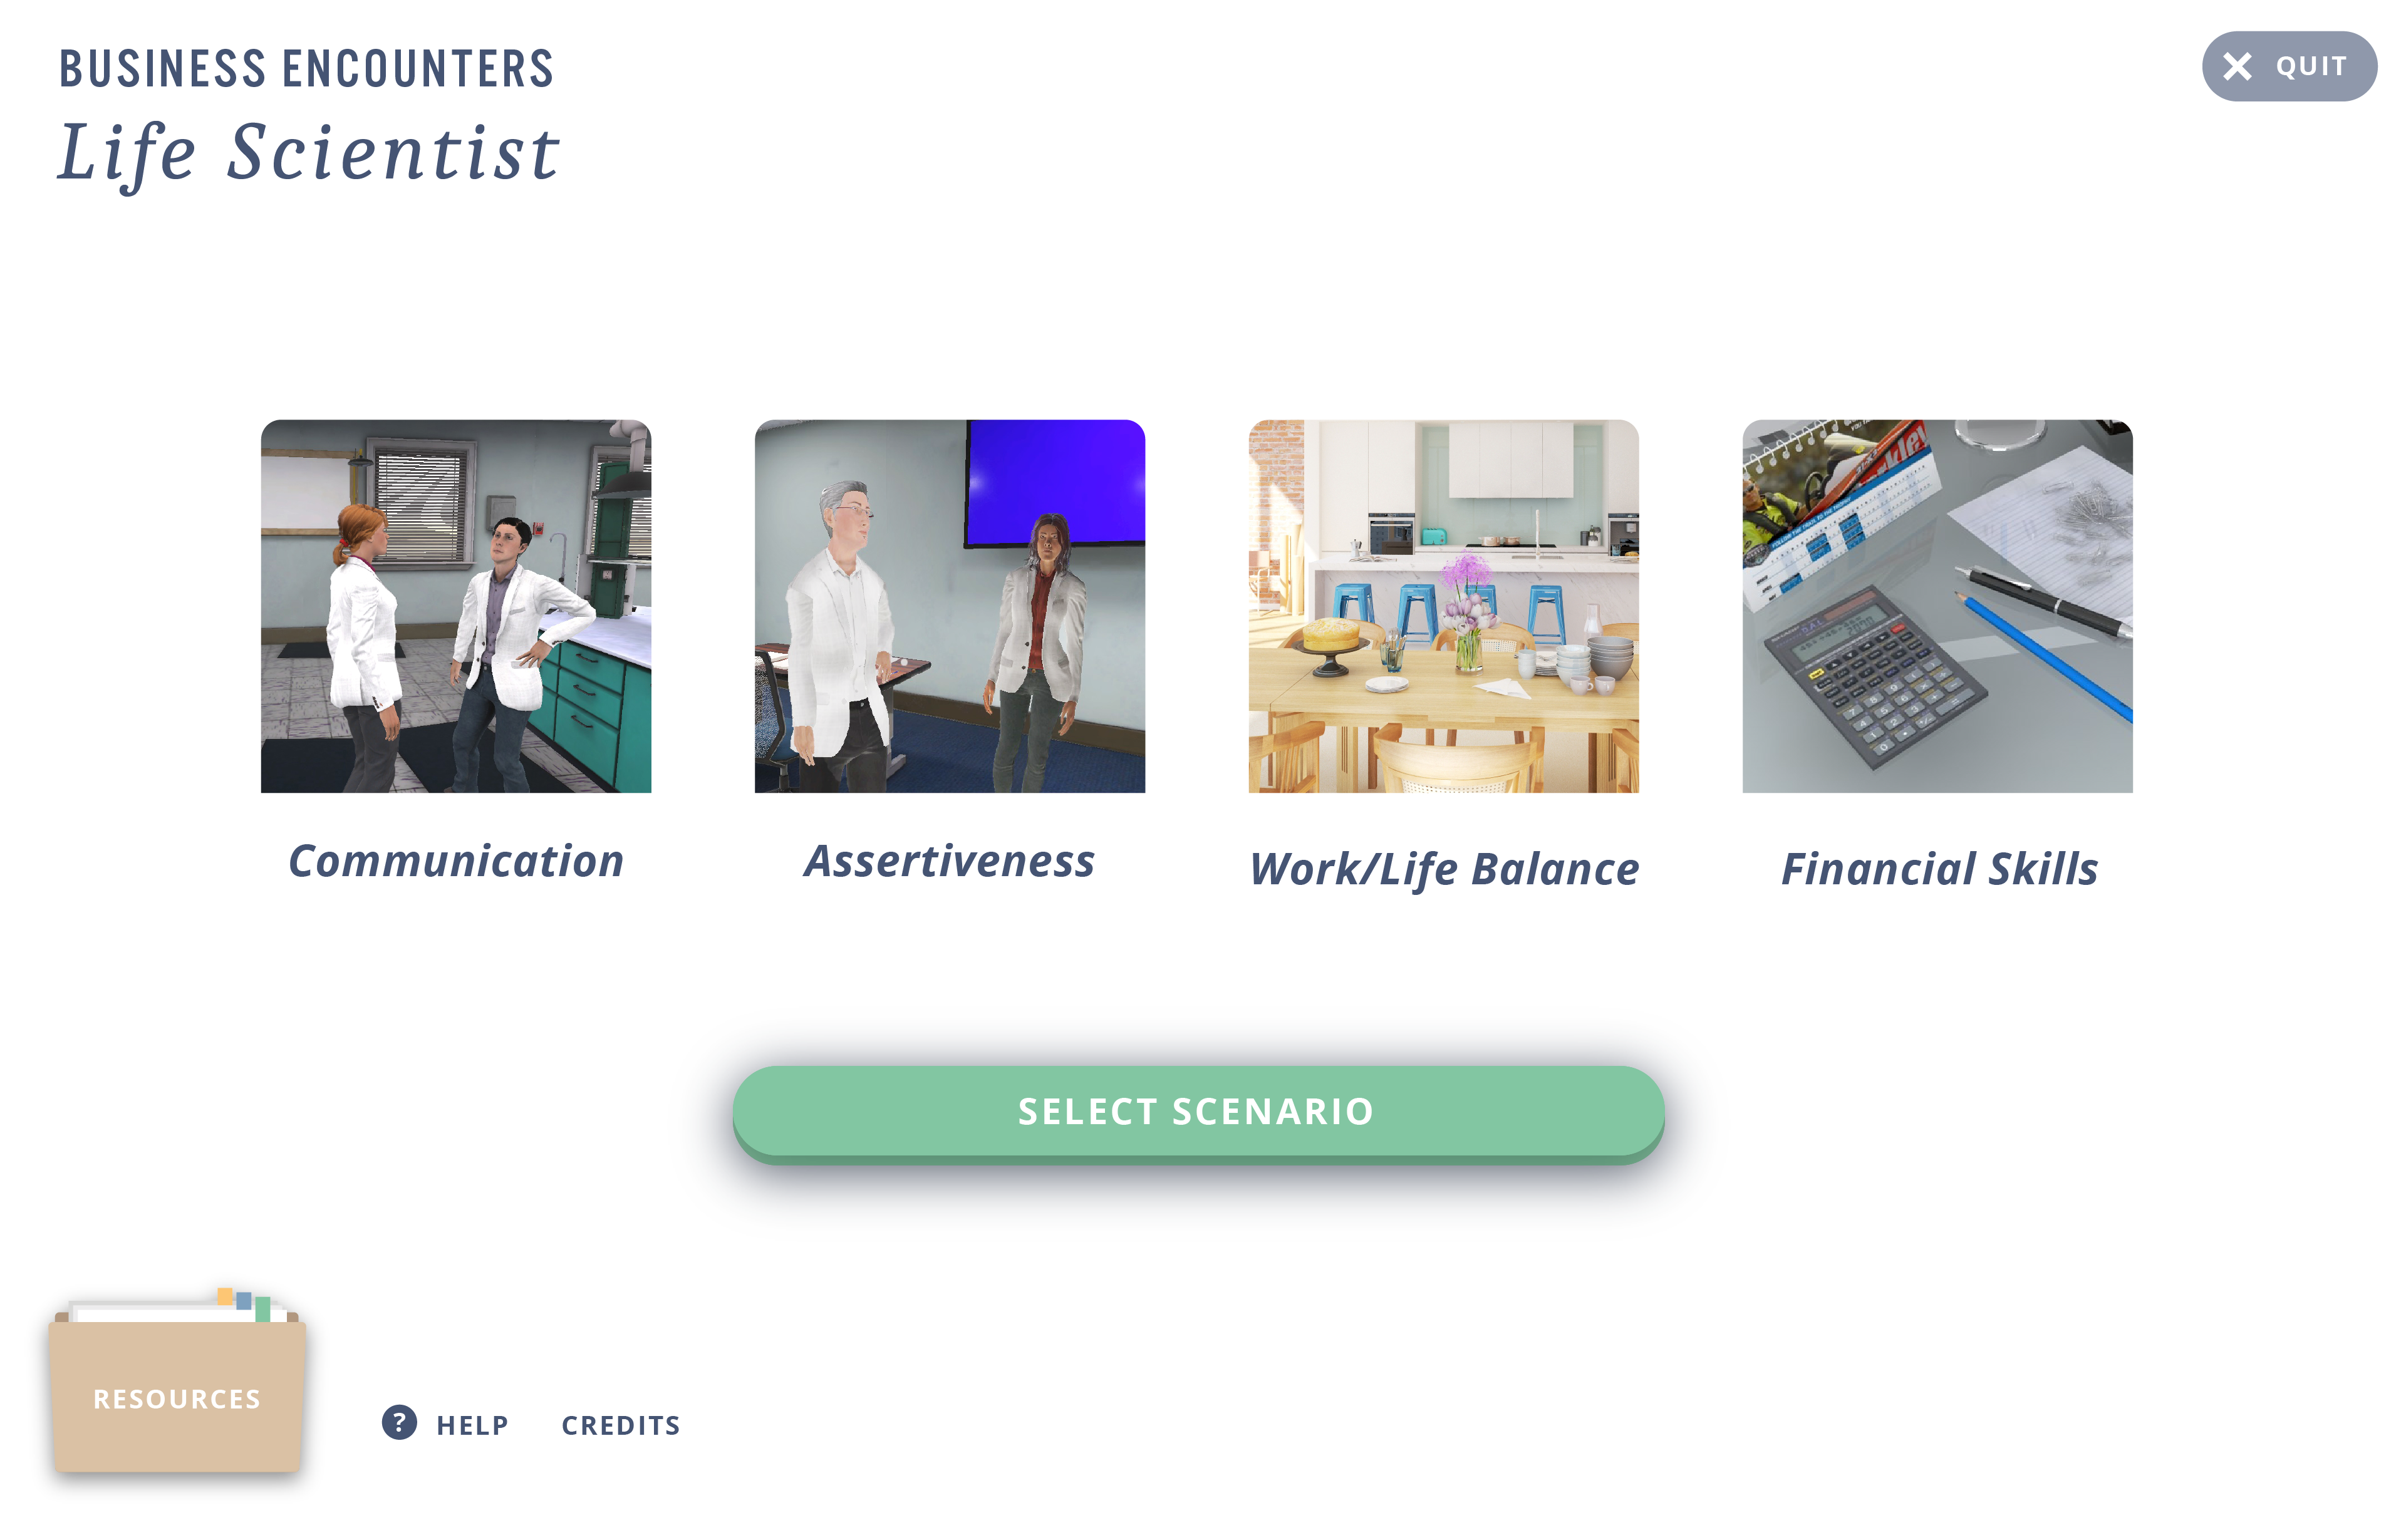 BUSINESS ENCOUNTERS
QUIT
Life Scientist
Communication
Assertiveness
Work/Life Balance
Financial Skills
SELECT SCENARIO
RESOURCES
? HELP
CREDITS